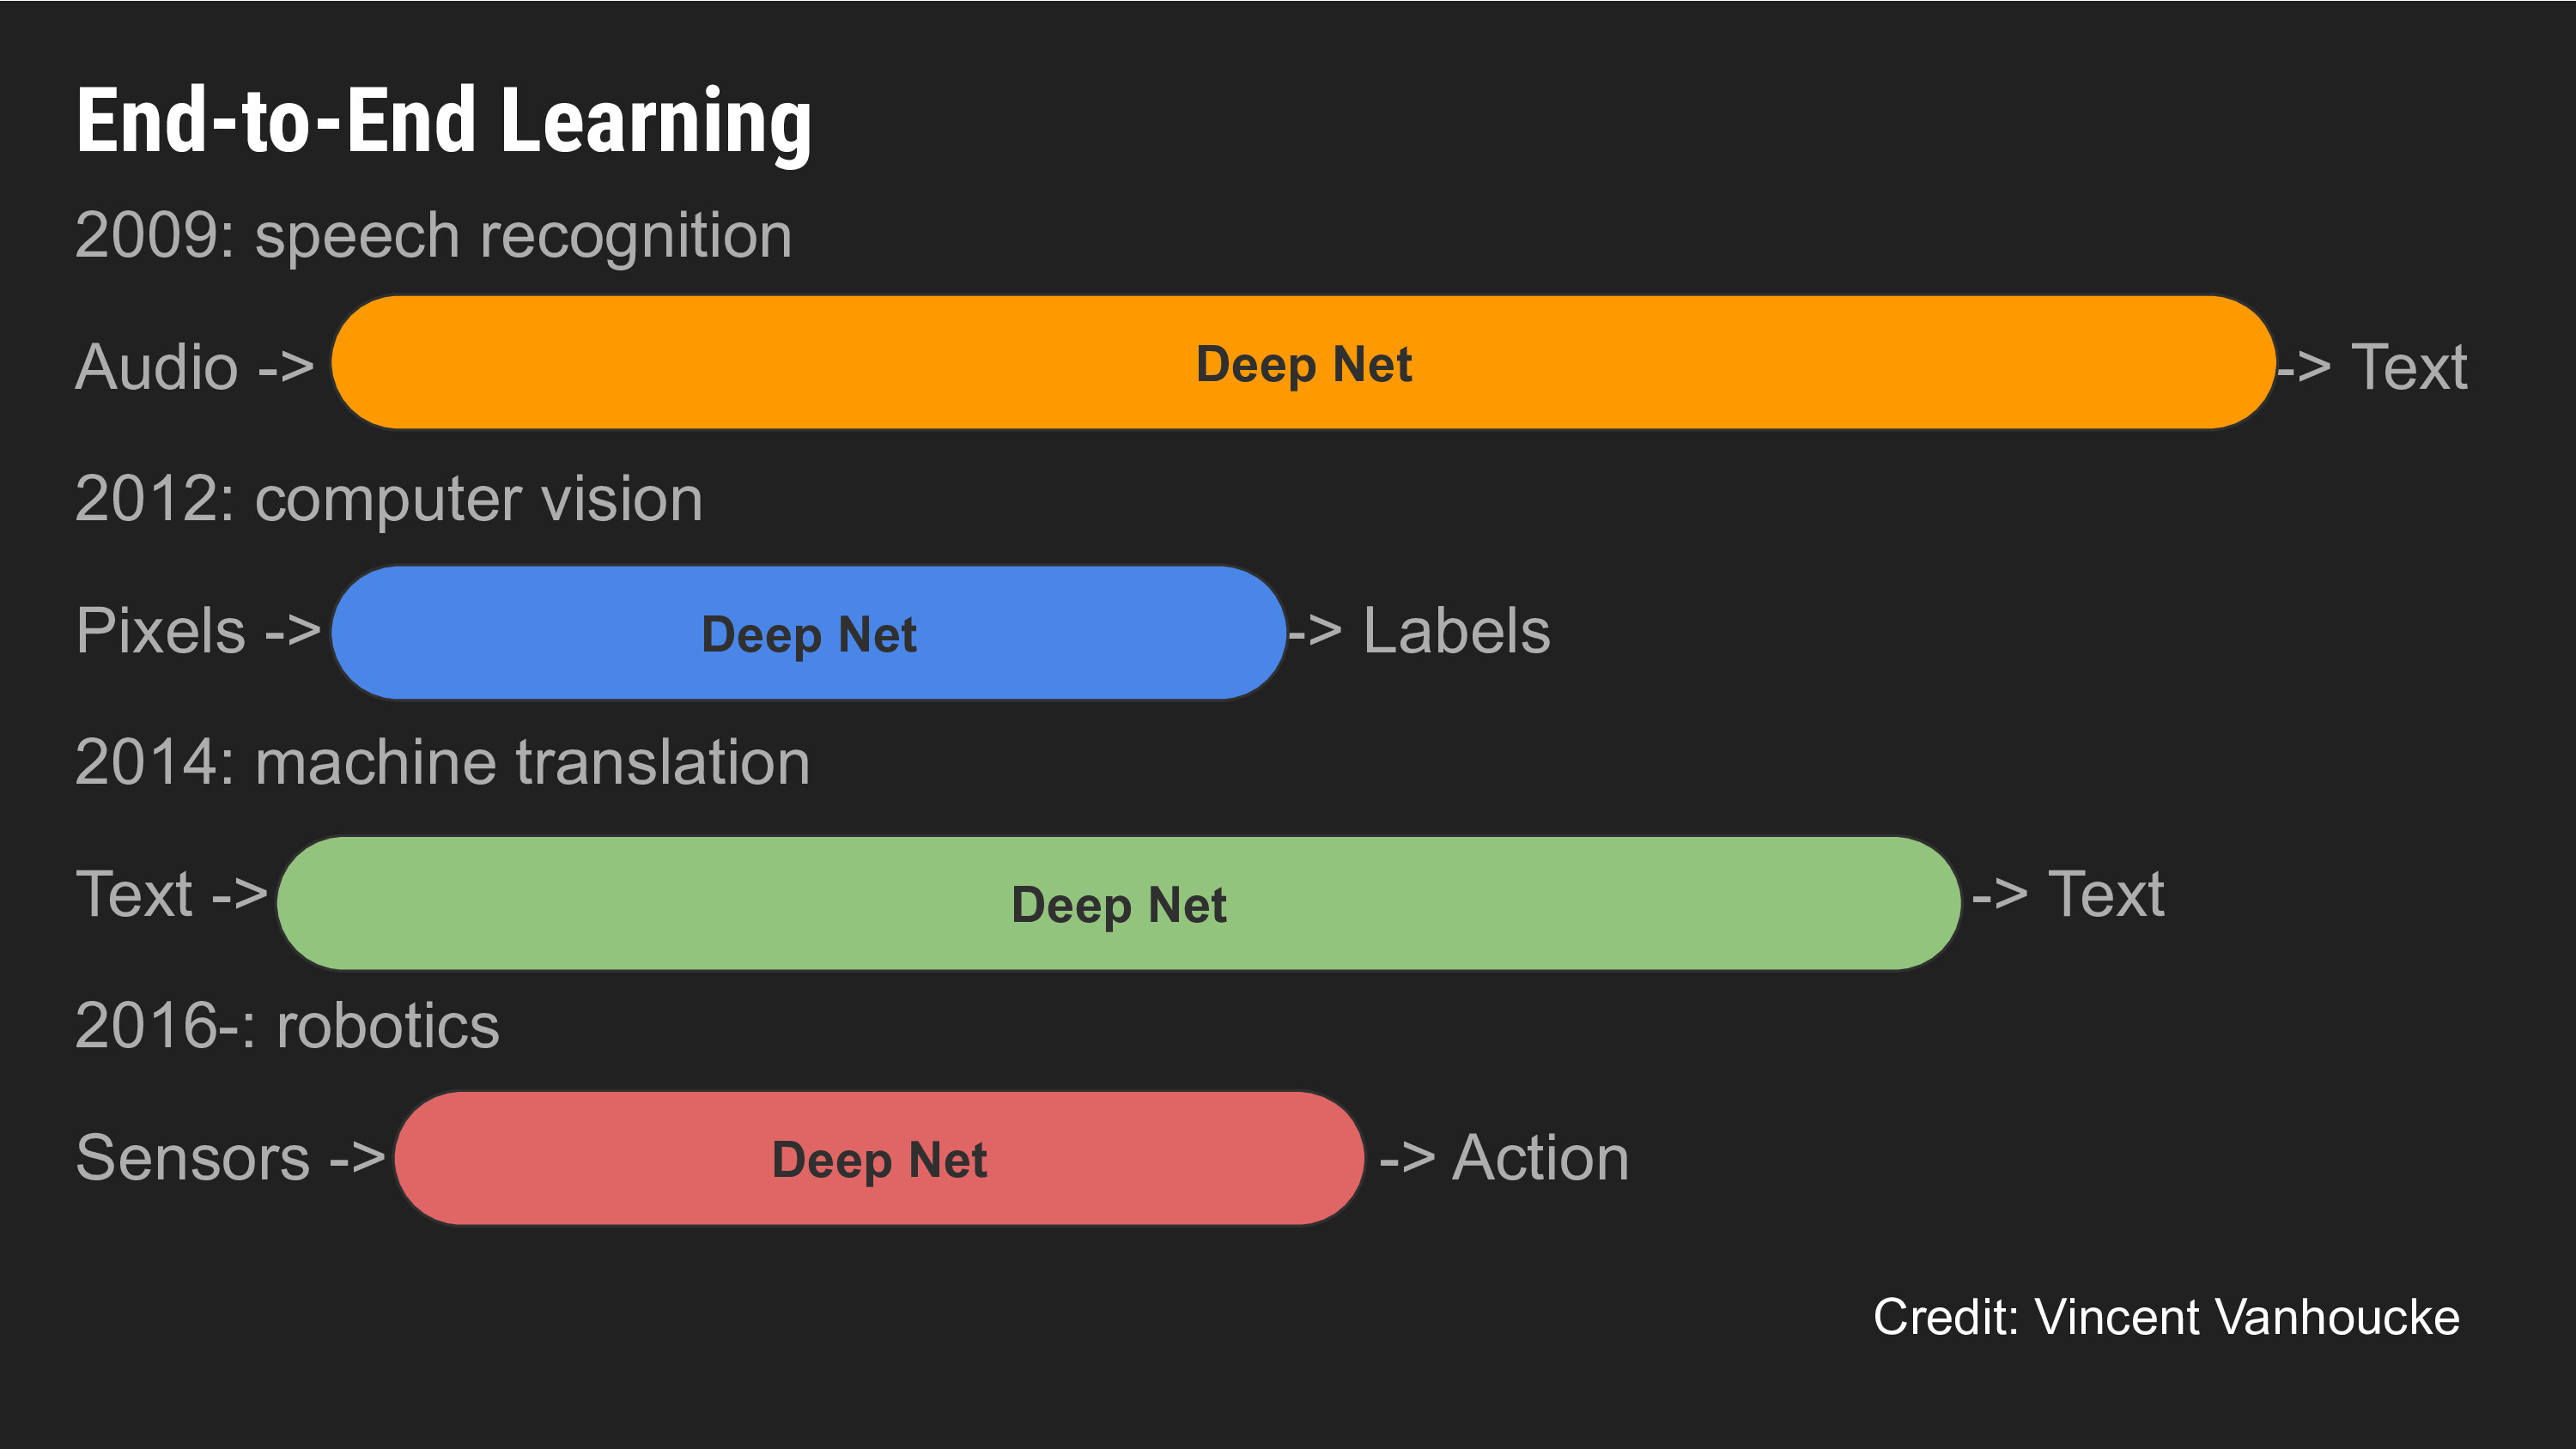 End-to-End Learning
2009: speech recognition
Audio -> Deep Net -> Text
2012: computer vision
Pixels -> Deep Net -> Labels
2014: machine translation
Text -> Deep Net -> Text
2016-: robotics
Sensors -> Deep Net -> Action
Credit: Vincent Vanhoucke